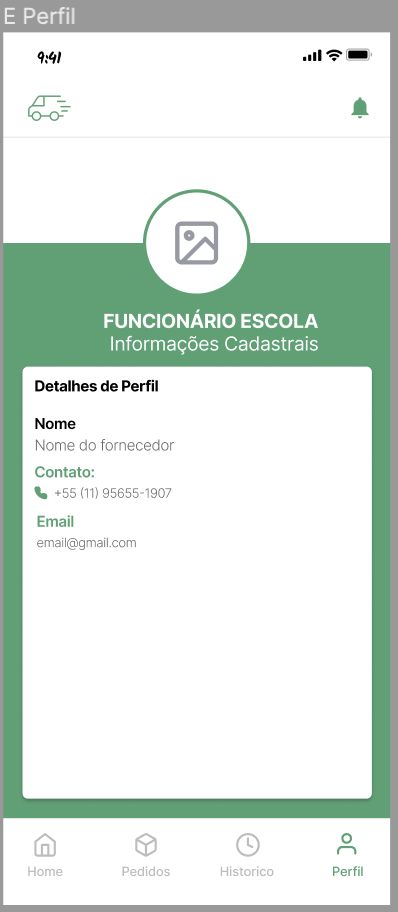 E Perfil
9:41
FUNCIONÁRIO ESCOLA
Informações Cadastrais
Detalhes de Perfil
Nome
Nome do fornecedor
Contato:
+55 (11) 95655-1907
Email
email@gmail.com
Home Pedidos Historico Perfil